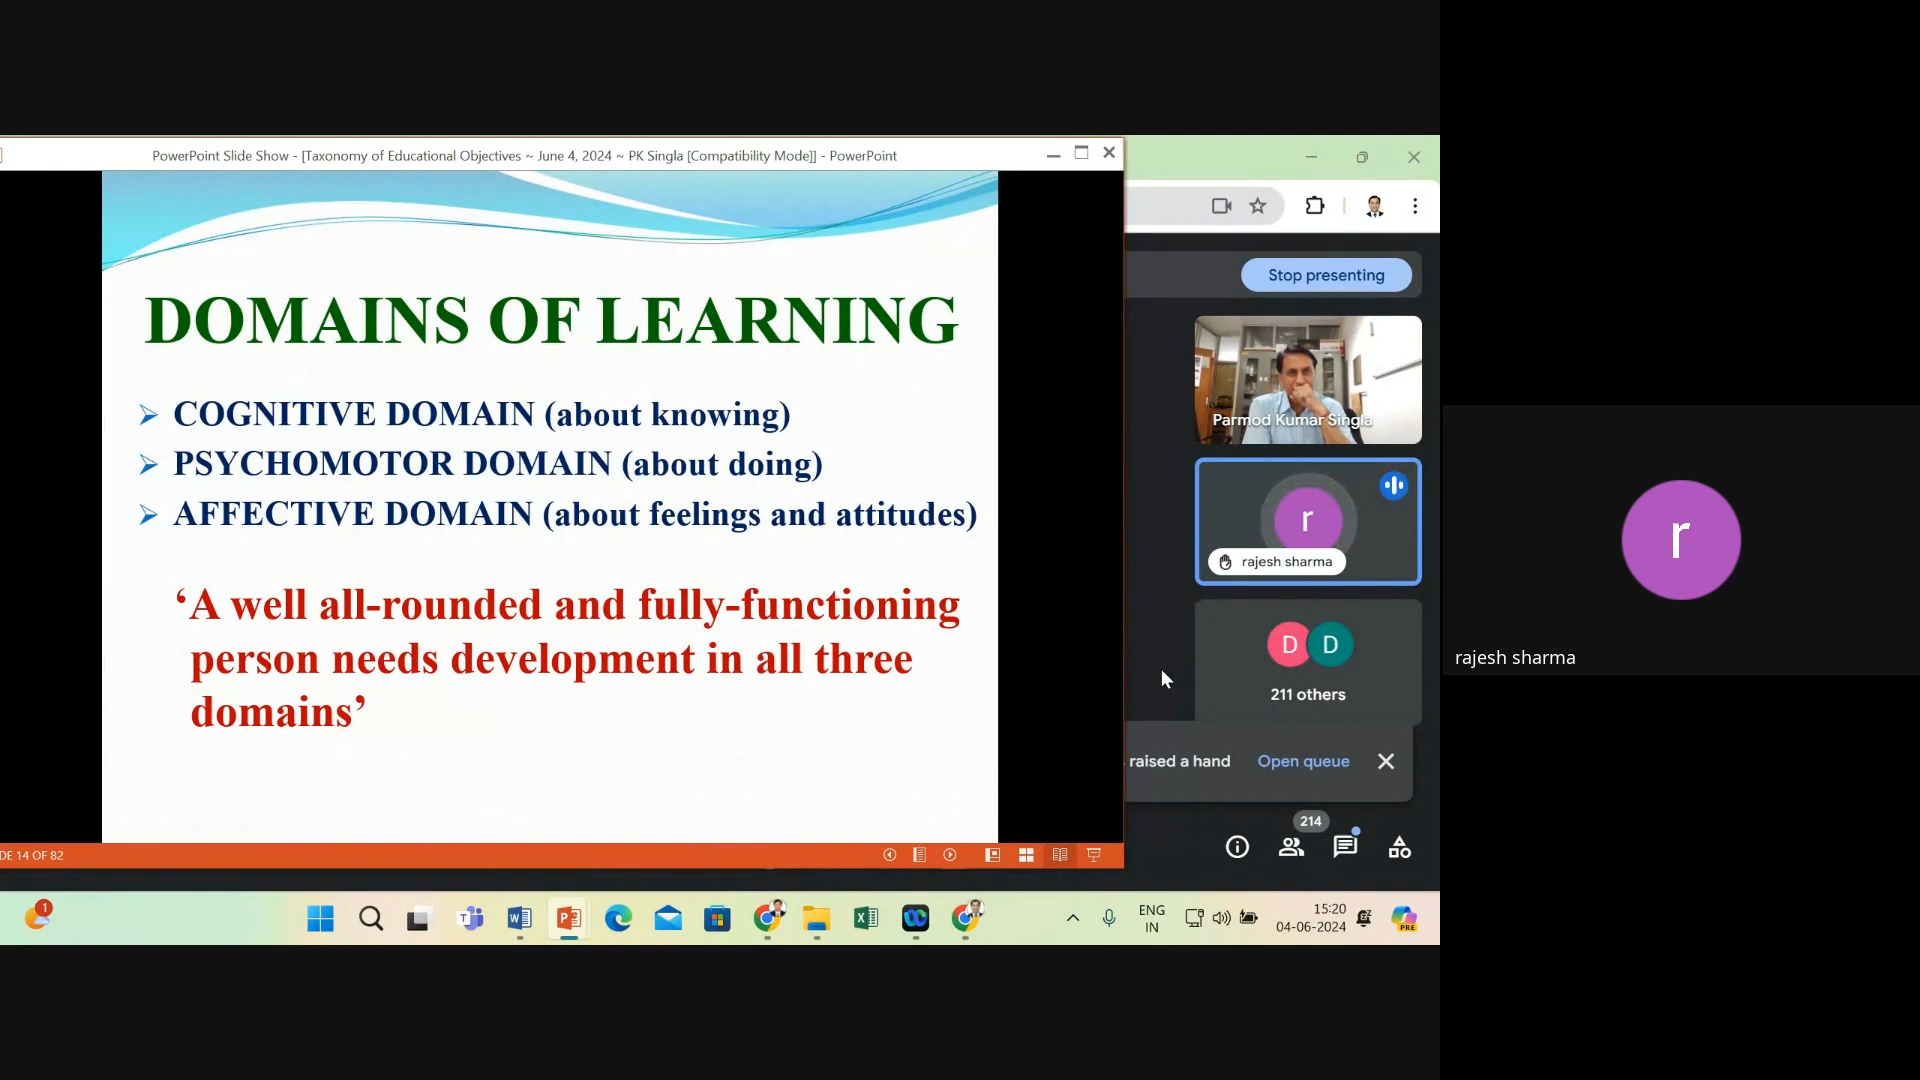 PowerPoint Slide Show - [Taxonomy of Educational Objectives ~ June 4, 2024 ~ PK Singla [Compatibility Mode]] - PowerPoint
DOMAINS OF LEARNING
COGNITIVE DOMAIN (about knowing)
PSYCHOMOTOR DOMAIN (about doing)
AFFECTIVE DOMAIN (about feelings and attitudes)
‘A well all-rounded and fully-functioning
person needs development in all three
domains’
DE 14 OF 82
Stop presenting
Parmod Kumar Singla
r
rajesh sharma
D D
211 others
raised a hand Open queue
214
r
rajesh sharma
1
ENG
IN
15:20
04-06-2024
PRE